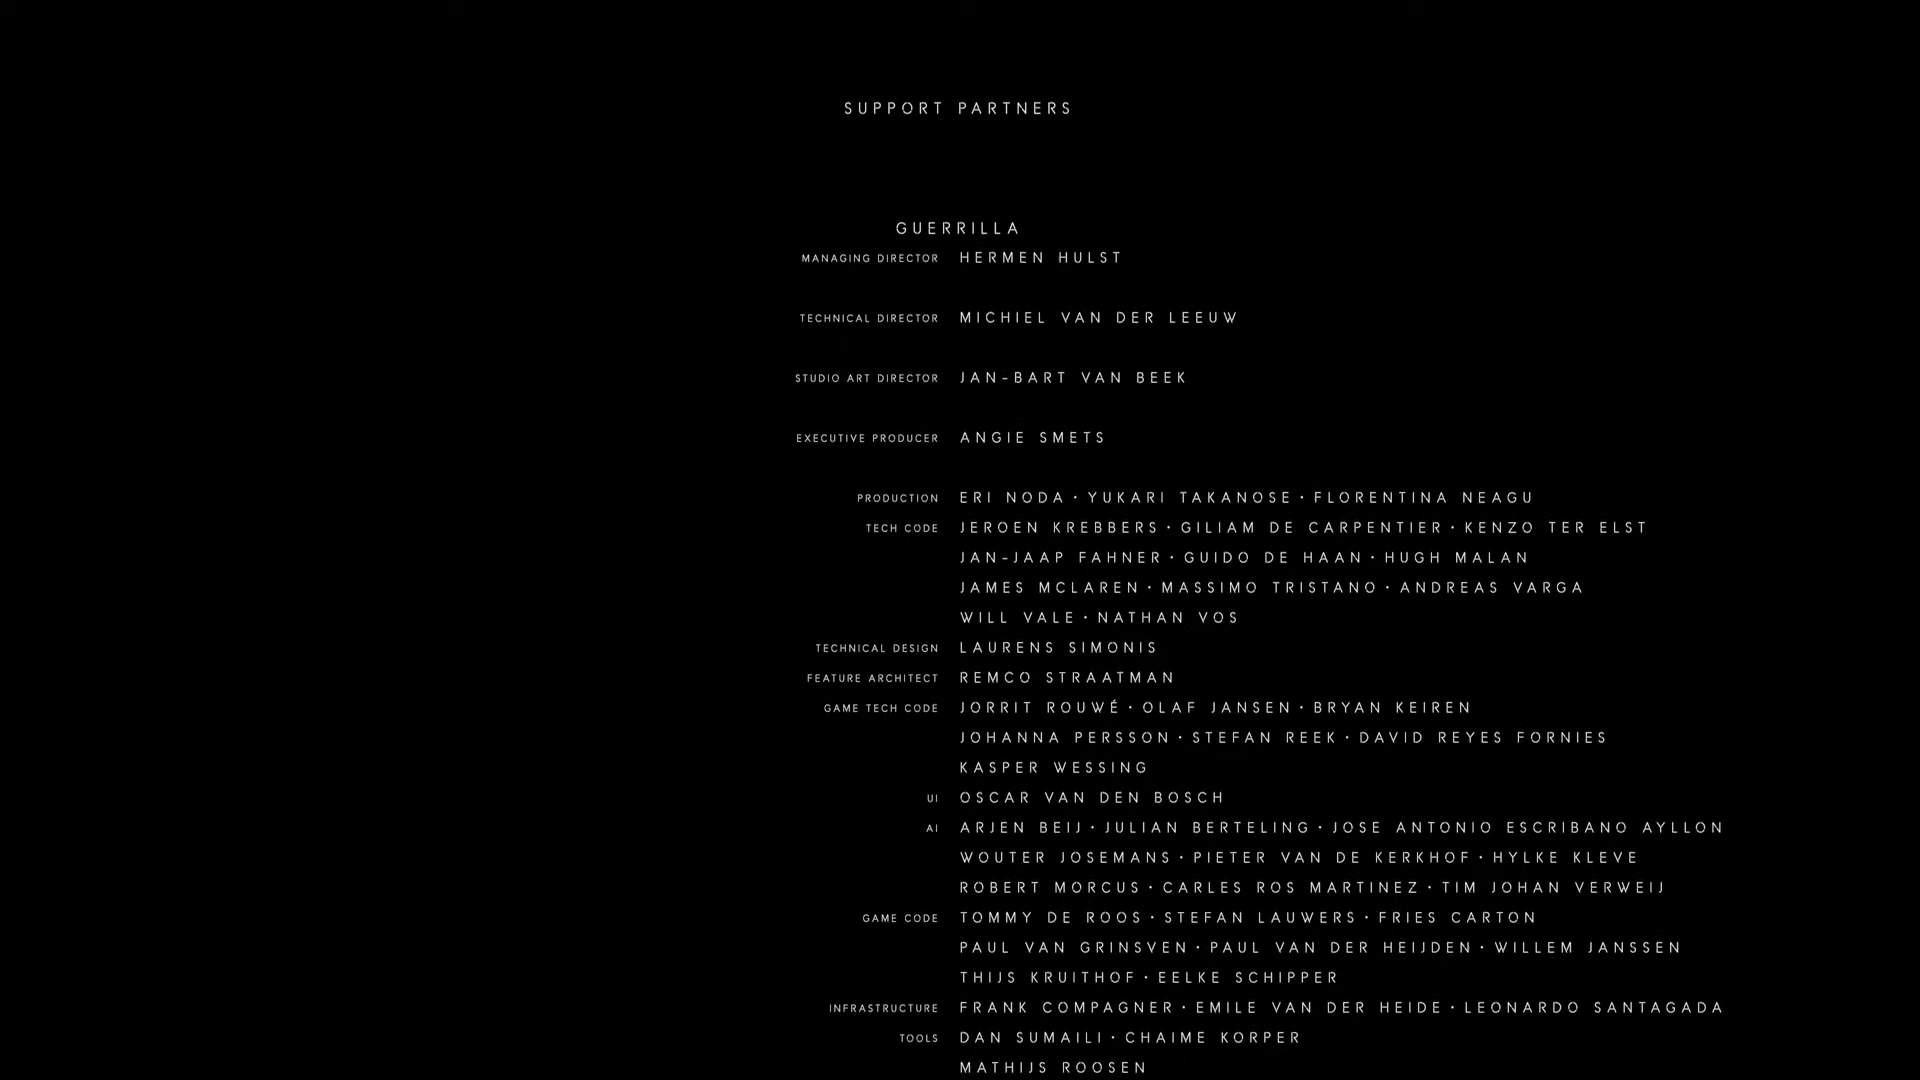 SUPPORT PARTNERS
GUERRILLA
MANAGING DIRECTOR HERMEN HULST
TECHNICAL DIRECTOR MICHIEL VAN DER LEEUW
STUDIO ART DIRECTOR JAN-BART VAN BEEK
EXECUTIVE PRODUCER ANGIE SMETS
PRODUCTION ERI NODA · YUKARI TAKANOSE · FLORENTINA NEAGU
TECH CODE JEROEN KREBBERS · GILIAM DE CARPENTIER · KENZO TER ELST
JAN-JAAP FAHNER · GUIDO DE HAAN · HUGH MALAN
JAMES MCLAREN · MASSIMO TRISTANO · ANDREAS VARGA
WILL VALE · NATHAN VOS
TECHNICAL DESIGN LAURENS SIMONIS
FEATURE ARCHITECT REMCO STRAATMAN
GAME TECH CODE JORRIT ROUWÉ · OLAF JANSEN · BRYAN KEIREN
JOHANNA PERSSON · STEFAN REEK · DAVID REYES FORNIES
KASPER WESSING
UI OSCAR VAN DEN BOSCH
AI ARJEN BEIJ · JULIAN BERTELING · JOSE ANTONIO ESCRIBANO AYLLON
WOUTER JOSEMANS · PIETER VAN DE KERKHOF · HYLKE KLEVE
ROBERT MORCUS · CARLES ROS MARTINEZ · TIM JOHAN VERWEIJ
GAME CODE TOMMY DE ROOS · STEFAN LAUWERS · FRIES CARTON
PAUL VAN GRINSVEN · PAUL VAN DER HEIJDEN · WILLEM JANSSEN
THIJS KRUITHOF · EELKE SCHIPPER
INFRASTRUCTURE FRANK COMPAGNER · EMILE VAN DER HEIDE · LEONARDO SANTAGADA
TOOLS DAN SUMAILI · CHAIME KORPER
MATHIJS ROOSEN